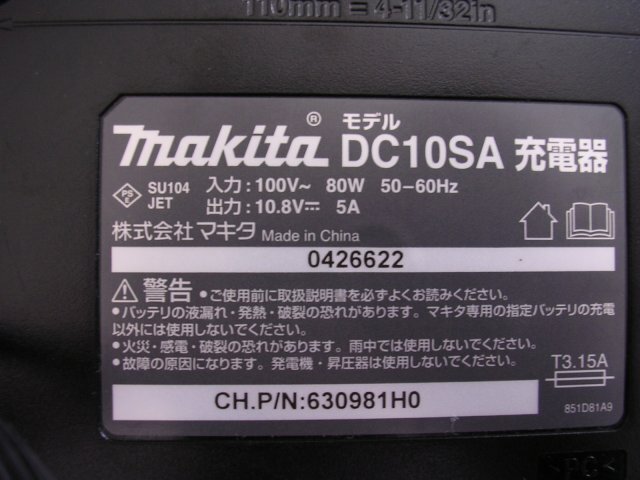 110mm = 4-11/32in
makita® モデル DC10SA 充電器
PS E SU104 JET
入力:100V~ 80W 50-60Hz
出力:10.8V⎓ 5A
株式会社 マキタ Made in China
0426622
警告 •ご使用前に取扱説明書を必ずよくお読みください。
•バッテリの液漏れ・発熱・破裂の恐れがあります。マキタ専用の指定バッテリの充電
以外には使用しないでください。
•火災・感電・破裂の恐れがあります。雨中では使用しないでください。
•故障の原因になります。発電機・昇圧器は使用しないでください。
T3.15A
CH.P/N:630981H0
851D81A9
>PC<